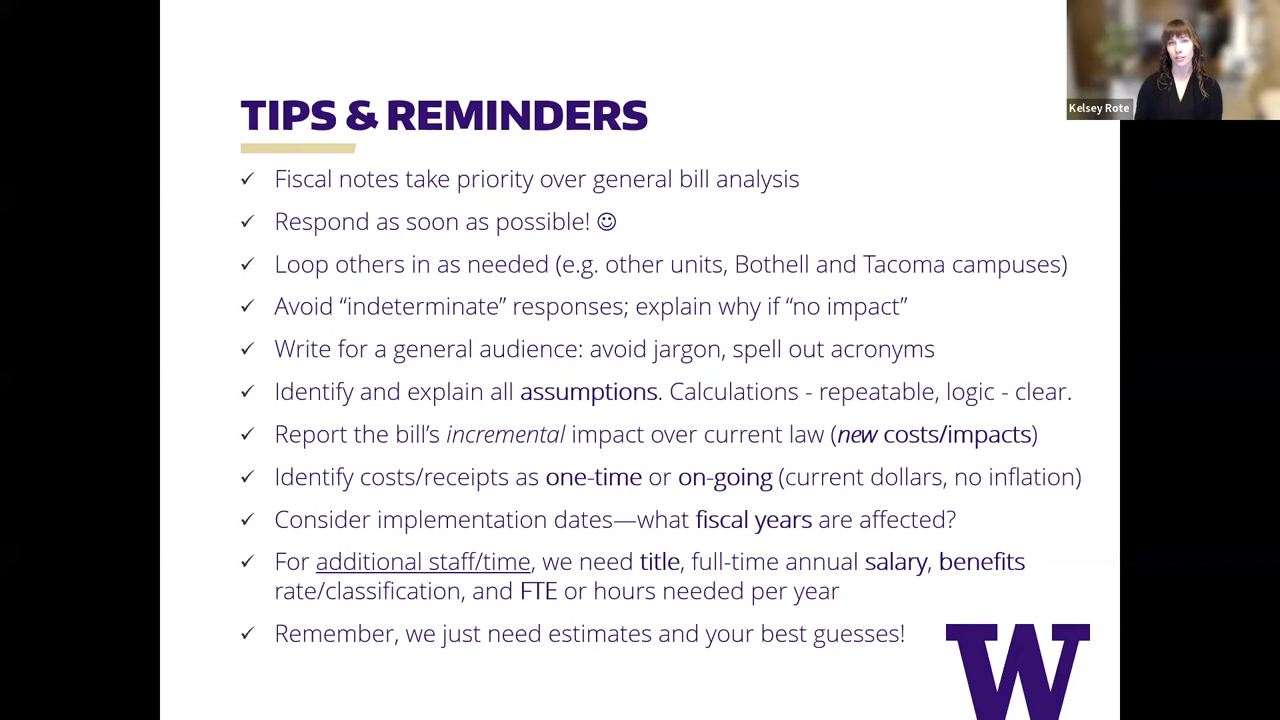 Kelsey Rote
TIPS & REMINDERS
✓ Fiscal notes take priority over general bill analysis
✓ Respond as soon as possible! ☺
✓ Loop others in as needed (e.g. other units, Bothell and Tacoma campuses)
✓ Avoid “indeterminate” responses; explain why if “no impact”
✓ Write for a general audience: avoid jargon, spell out acronyms
✓ Identify and explain all assumptions. Calculations - repeatable, logic - clear.
✓ Report the bill’s incremental impact over current law (new costs/impacts)
✓ Identify costs/receipts as one-time or on-going (current dollars, no inflation)
✓ Consider implementation dates—what fiscal years are affected?
✓ For additional staff/time, we need title, full-time annual salary, benefits
rate/classification, and FTE or hours needed per year
✓ Remember, we just need estimates and your best guesses!
W